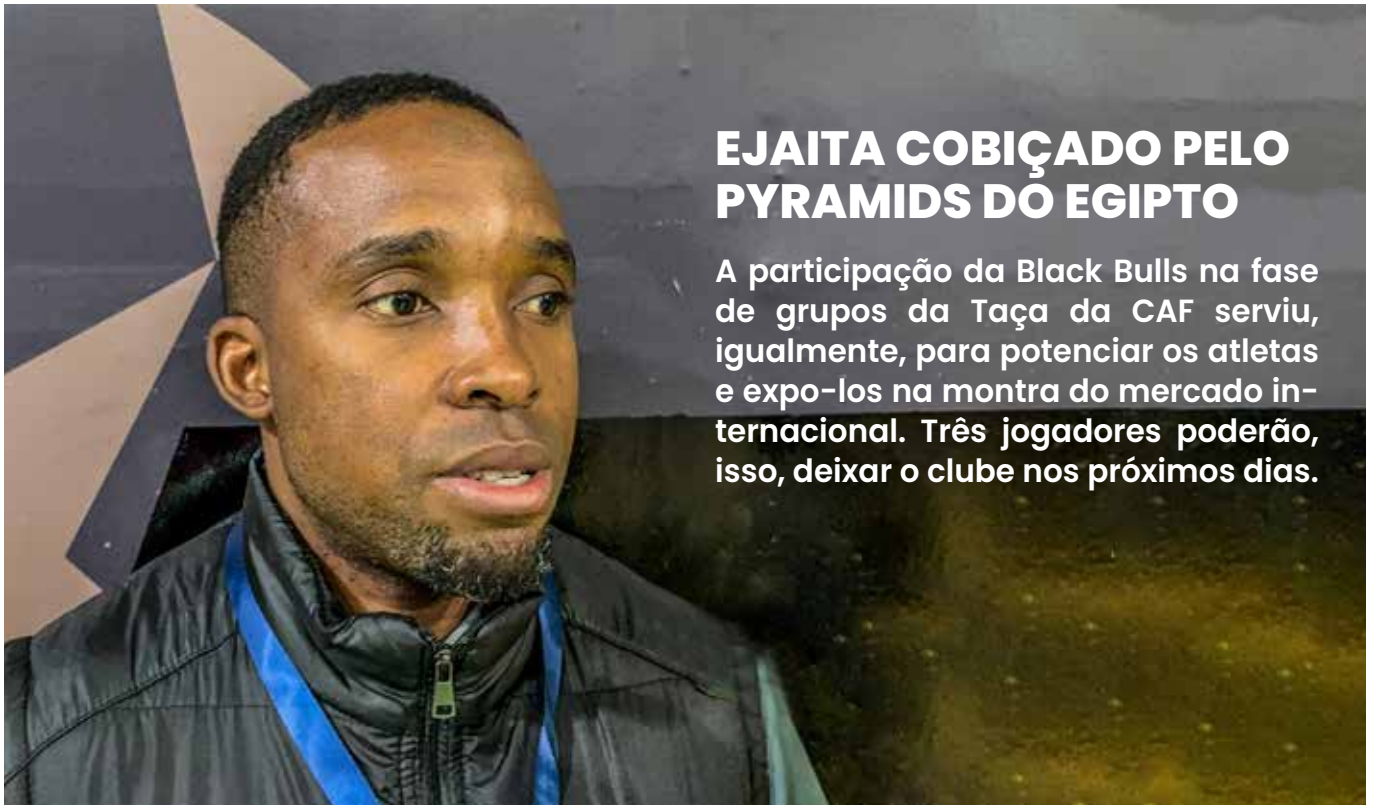 EJAITA COBIÇADO PELO
PYRAMIDS DO EGIPTO
A participação da Black Bulls na fase
de grupos da Taça da CAF serviu,
igualmente, para potenciar os atletas
e expo-los na montra do mercado in-
ternacional. Três jogadores poderão,
isso, deixar o clube nos próximos dias.